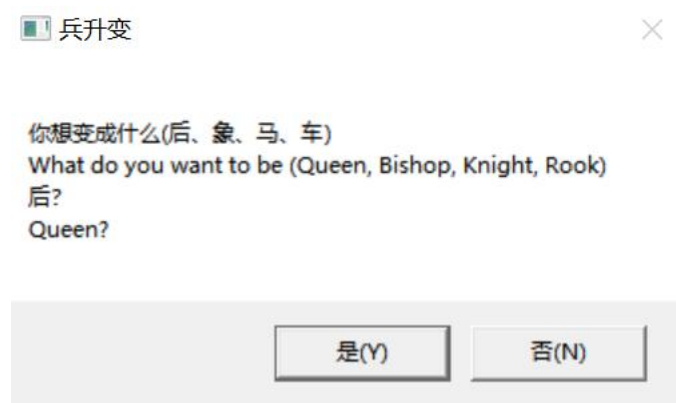 兵升变
你想变成什么(后、象、马、车)
What do you want to be (Queen, Bishop, Knight, Rook)
后?
Queen?
是(Y)
否(N)